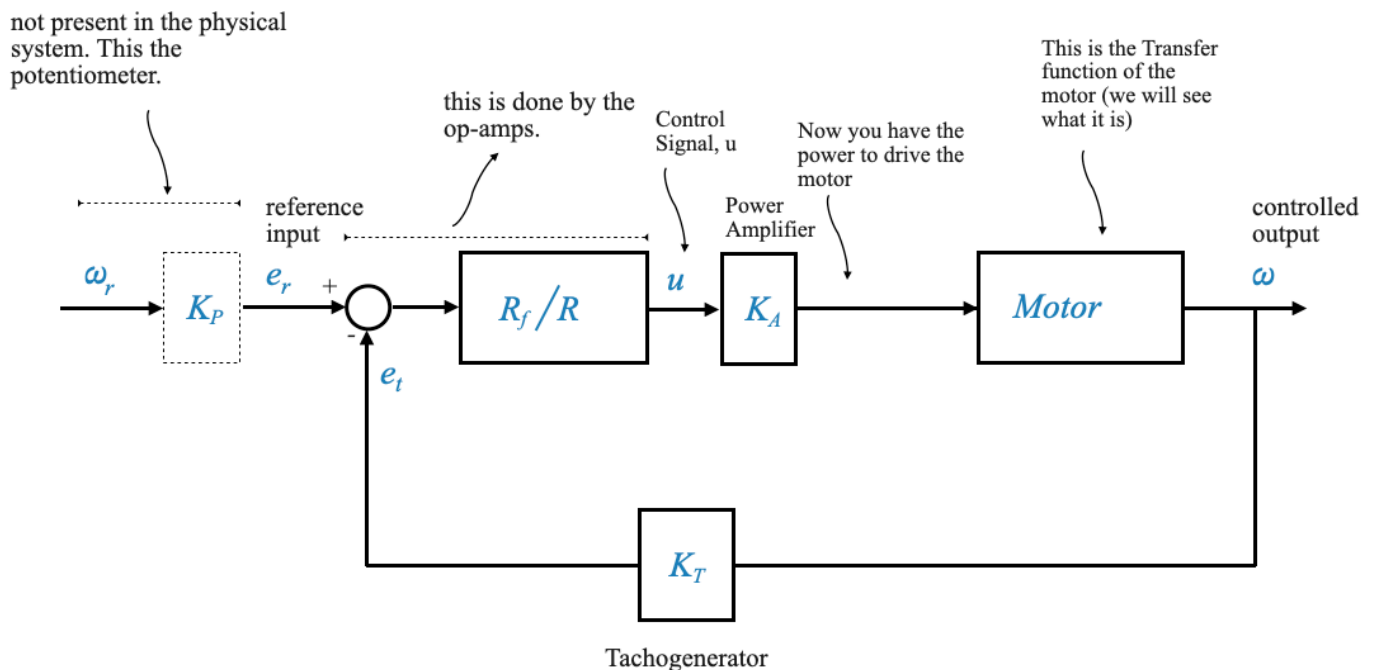 not present in the physical
system. This the
potentiometer.
this is done by the
op-amps.
Control
Signal, u
Now you have the
power to drive the
motor
This is the Transfer
function of the
motor (we will see
what it is)
reference
input
Power
Amplifier
controlled
output
ω_r
K_P
e_r
+
-
R_f/R
u
K_A
Motor
ω
e_t
K_T
Tachogenerator